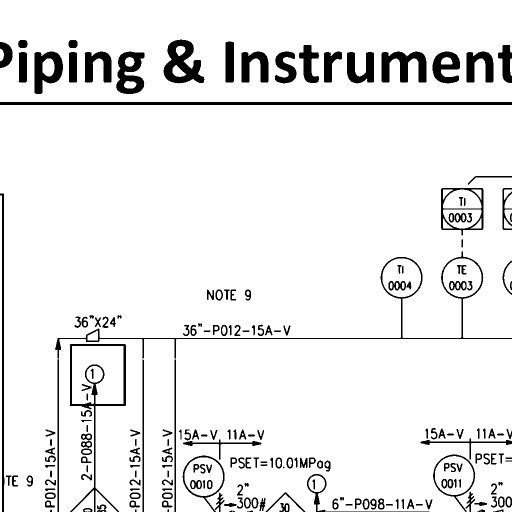 Piping & Instrument
TI
0003
TI
0004
TE
0003
NOTE 9
36"X24"
36"-P012-15A-V
1
2-P088-15A-V
-P012-15A-V
-P012-15A-V
-P012-15A-V
TE 9
15A-V
11A-V
15A-V
11A-V
PSV
0010
PSET=10.01MPag
PSV
0011
PSET=
1
2"
300#
30
6"-P098-11A-V
2"
300